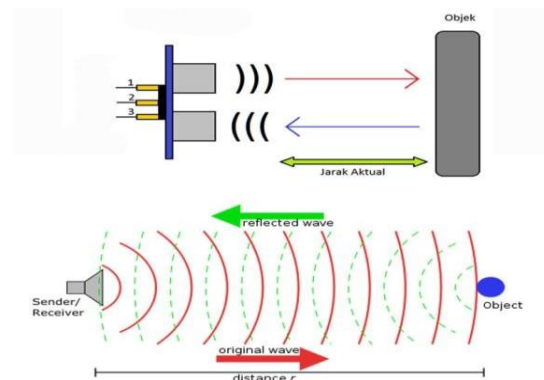 Objek
1
2
3
Jarak Aktual
reflected wave
Sender/
Receiver
Object
original wave
distance r